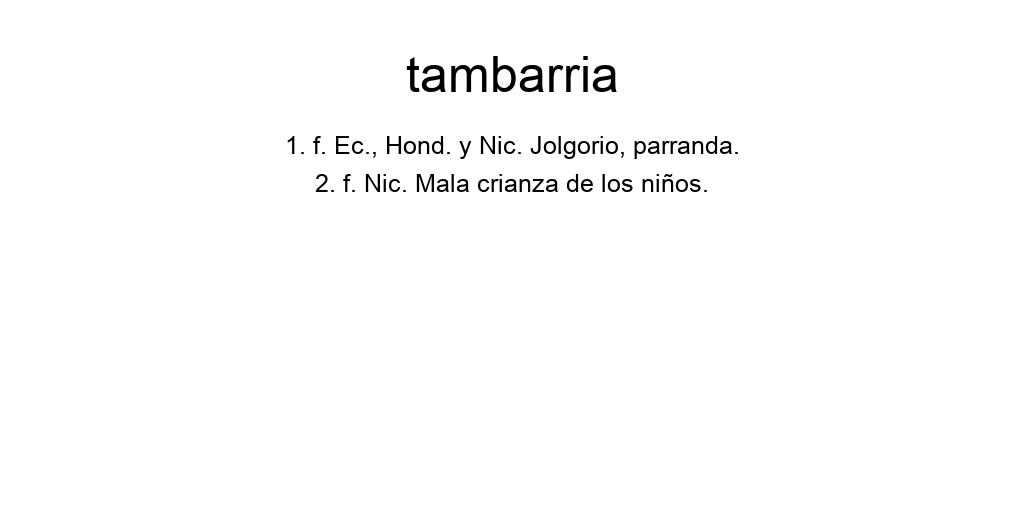 tambarria
1. f. Ec., Hond. y Nic. Jolgorio, parranda.
2. f. Nic. Mala crianza de los niños.